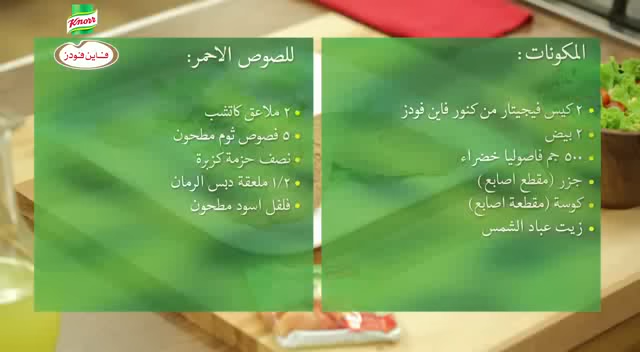 Knorr
فاين فودز
المكونات:
٢ كيس فيجيتار من كنور فاين فودز
٢ بيض
٥٠٠ جم فاصوليا خضراء
جزر (مقطع اصابع)
كوسة (مقطعة اصابع)
زيت عباد الشمس
للصوص الاحمر:
٢ ملاعق كاتشب
٥ فصوص ثوم مطحون
نصف حزمة كزبرة
١/٢ ملعقة دبس الرمان
فلفل اسود مطحون